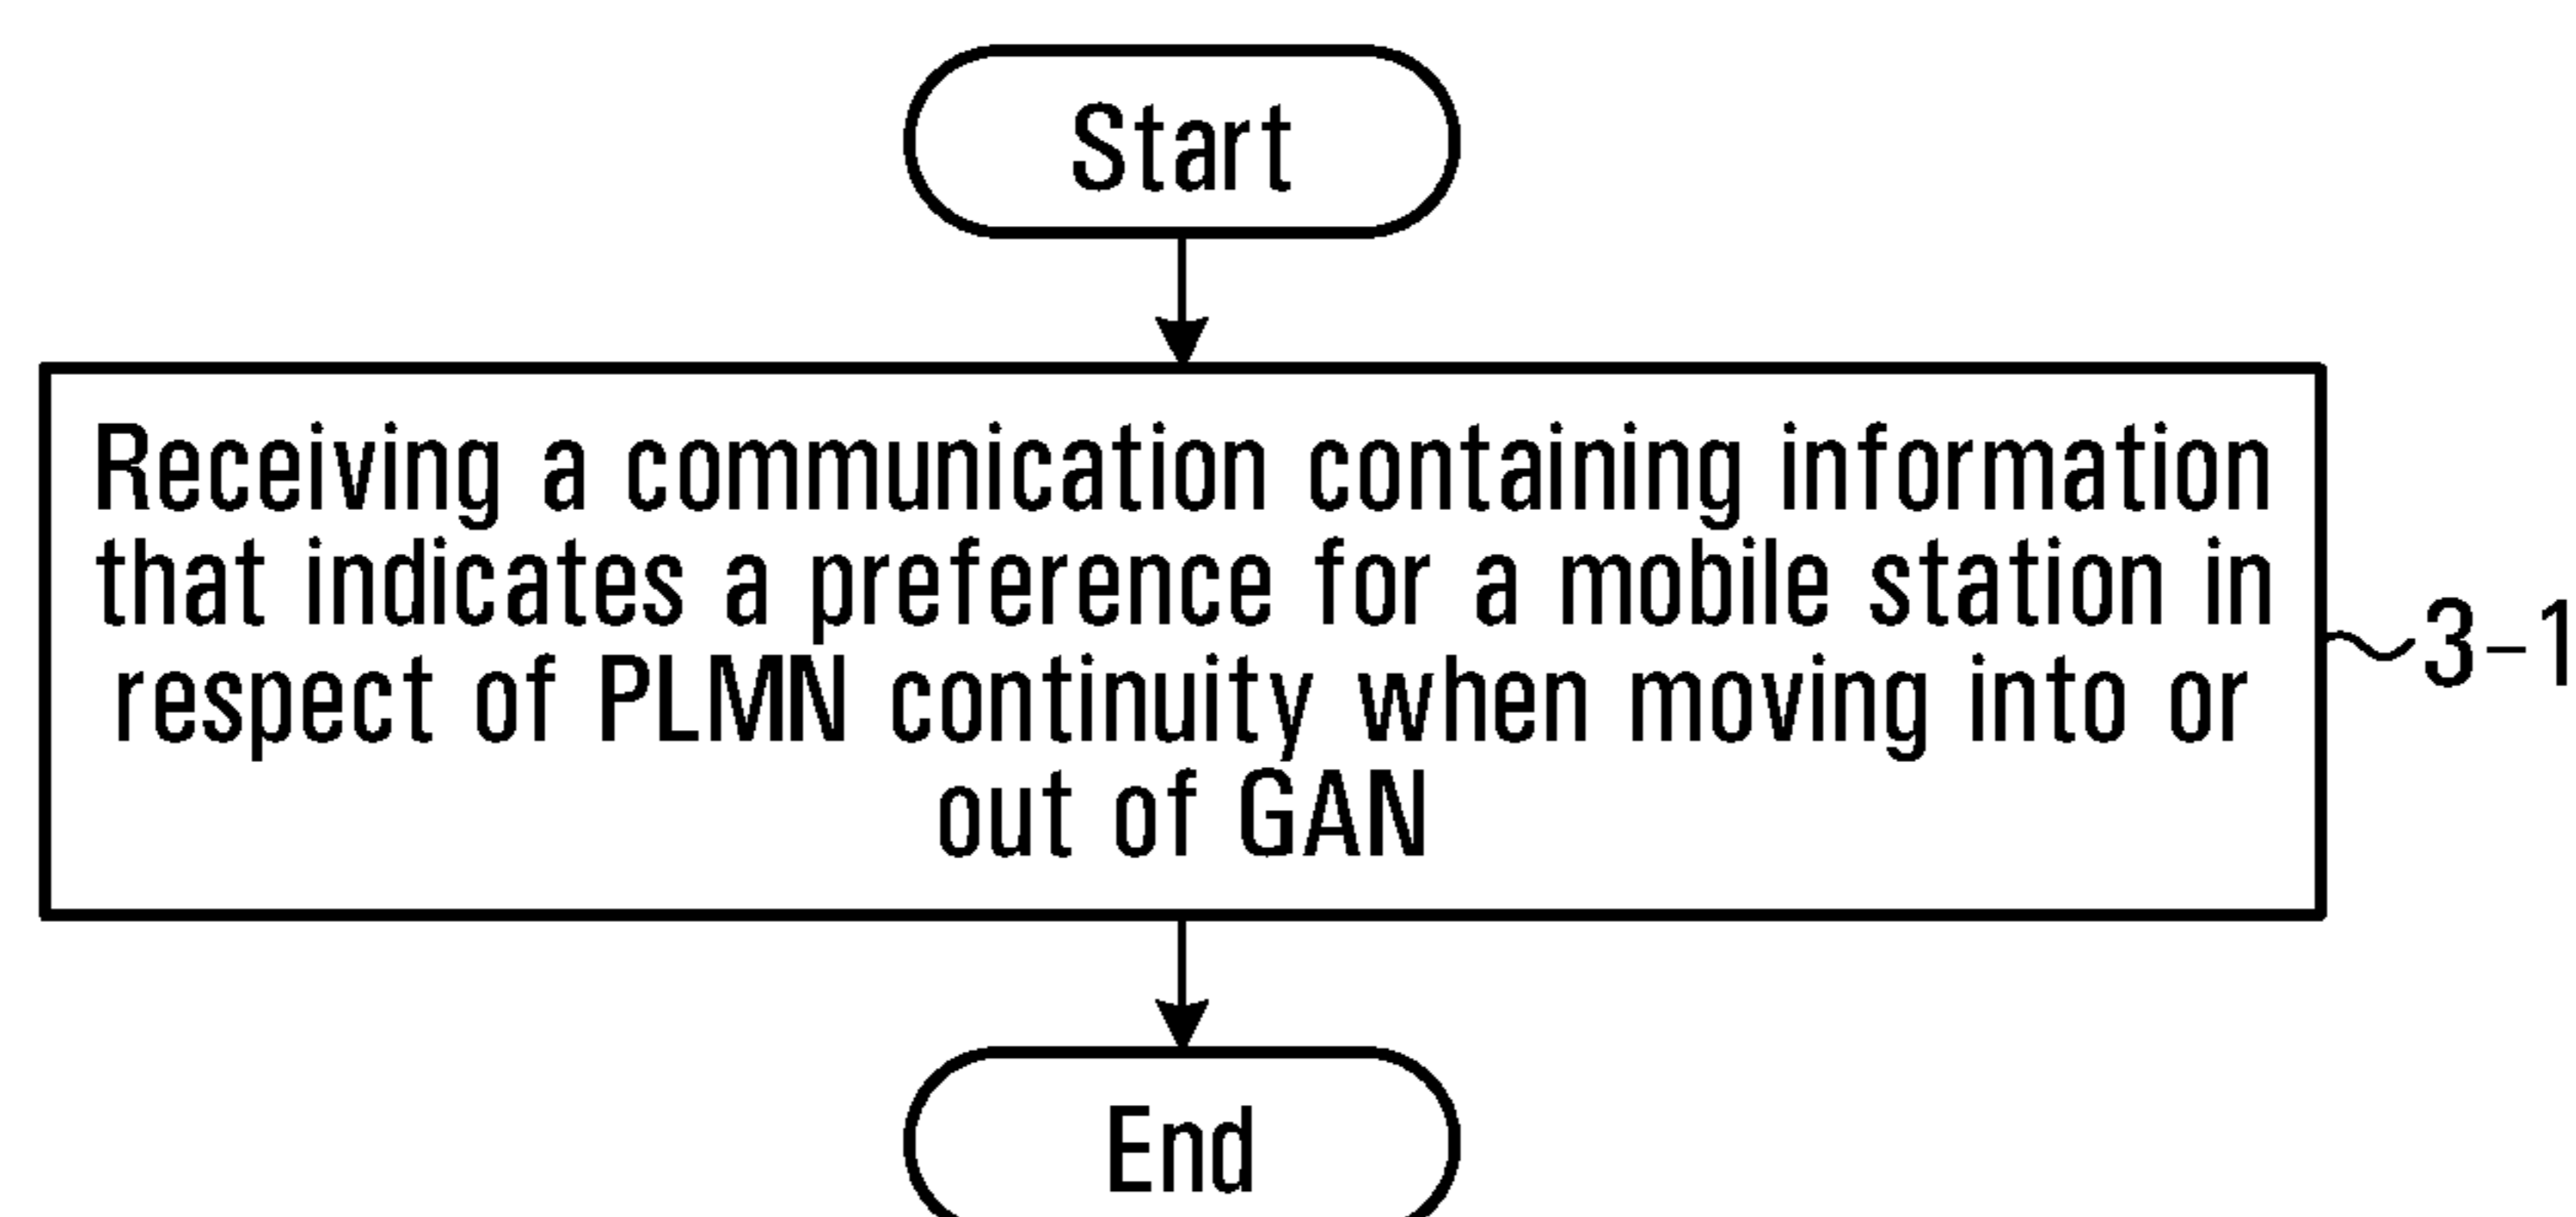 Start
Receiving a communication containing information
that indicates a preference for a mobile station in
respect of PLMN continuity when moving into or
out of GAN
3-1
End